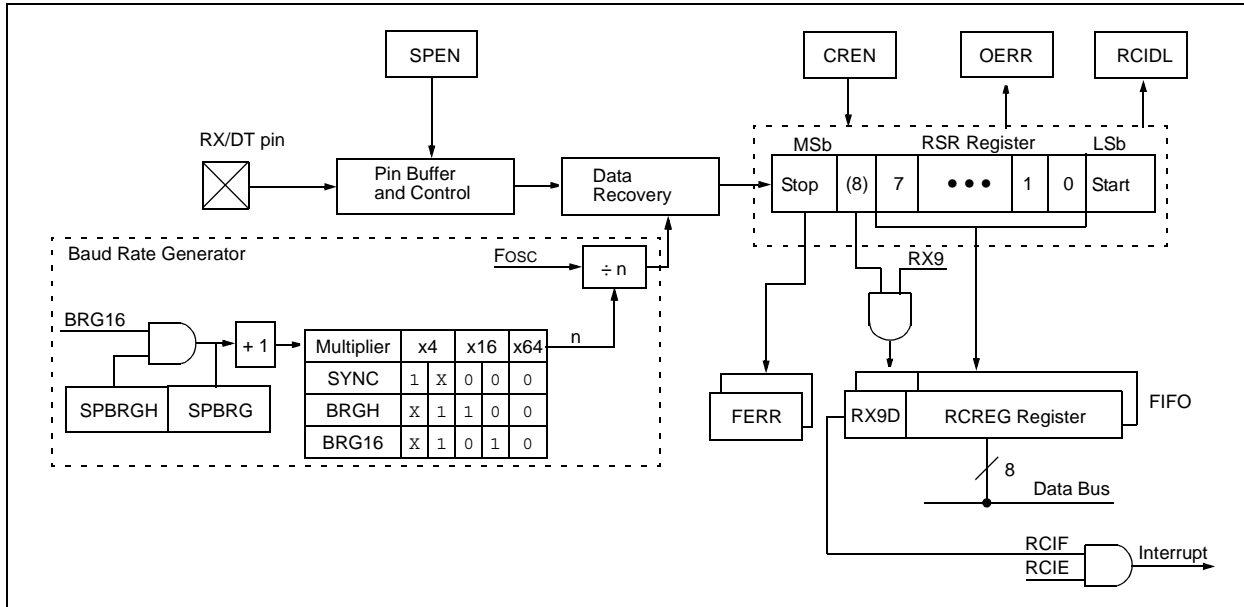 SPEN
CREN
OERR
RCIDL
RX/DT pin
Pin Buffer
and Control
Data
Recovery
MSb
RSR Register
LSb
Stop
(8)
7
• • •
1
0
Start
Baud Rate Generator
FOSC
÷ n
RX9
BRG16
+ 1
n
SPBRGH
SPBRG
Multiplier x4 x16 x64
SYNC 1 X 0 0 0
BRGH X 1 1 0 0
BRG16 X 1 0 1 0
FERR
RX9D
RCREG Register
FIFO
8
Data Bus
RCIF
RCIE
Interrupt